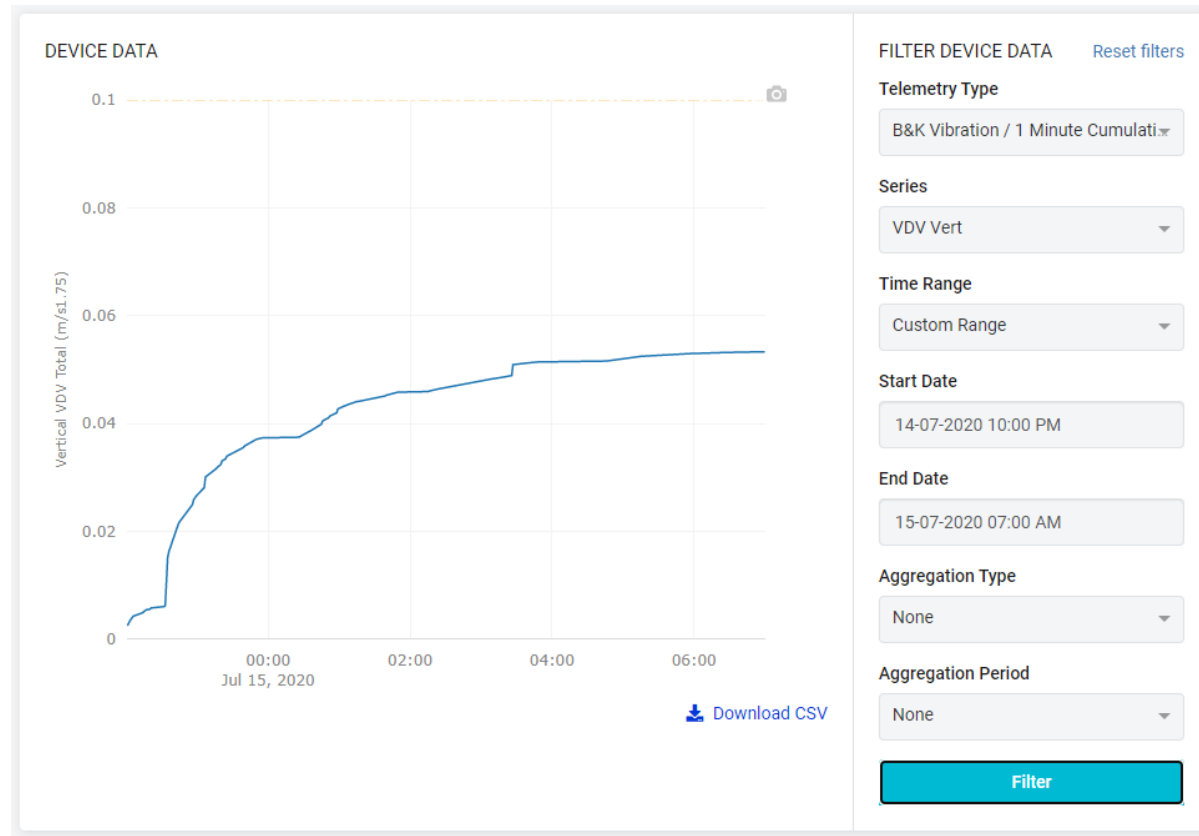 DEVICE DATA
0.1
0.08
0.06
0.04
0.02
0
Vertical VDV Total (m/s1.75)
00:00
Jul 15, 2020
02:00
04:00
06:00
Download CSV
FILTER DEVICE DATA
Reset filters
Telemetry Type
B&K Vibration / 1 Minute Cumulati...
Series
VDV Vert
Time Range
Custom Range
Start Date
14-07-2020 10:00 PM
End Date
15-07-2020 07:00 AM
Aggregation Type
None
Aggregation Period
None
Filter